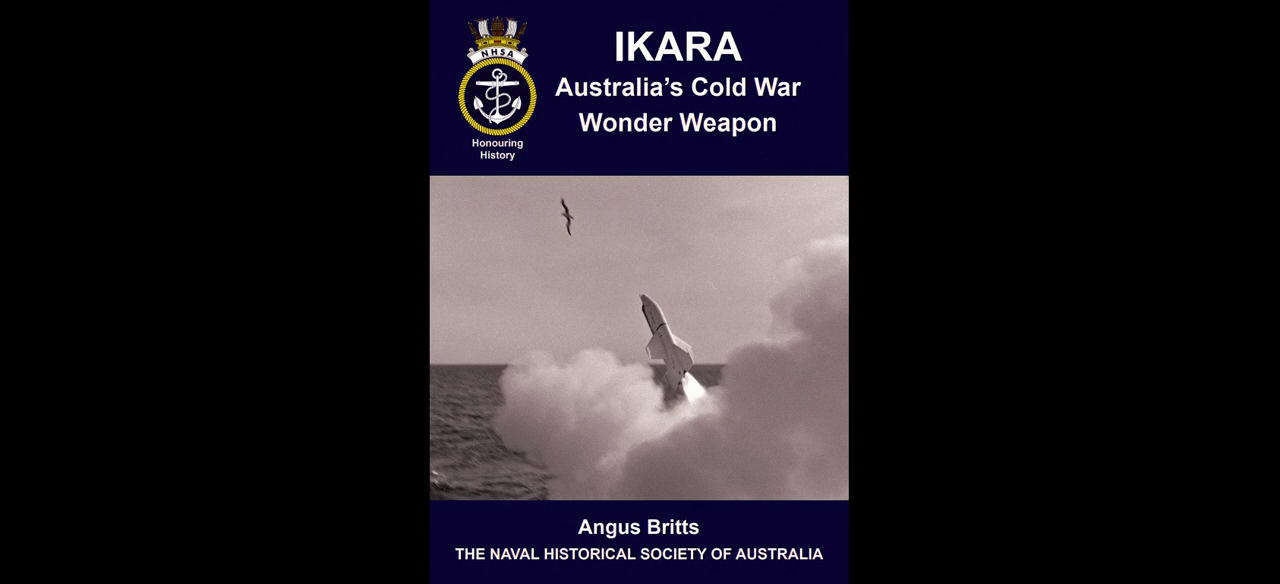 NHSA
Honouring
History
IKARA
Australia's Cold War
Wonder Weapon
Angus Britts
THE NAVAL HISTORICAL SOCIETY OF AUSTRALIA